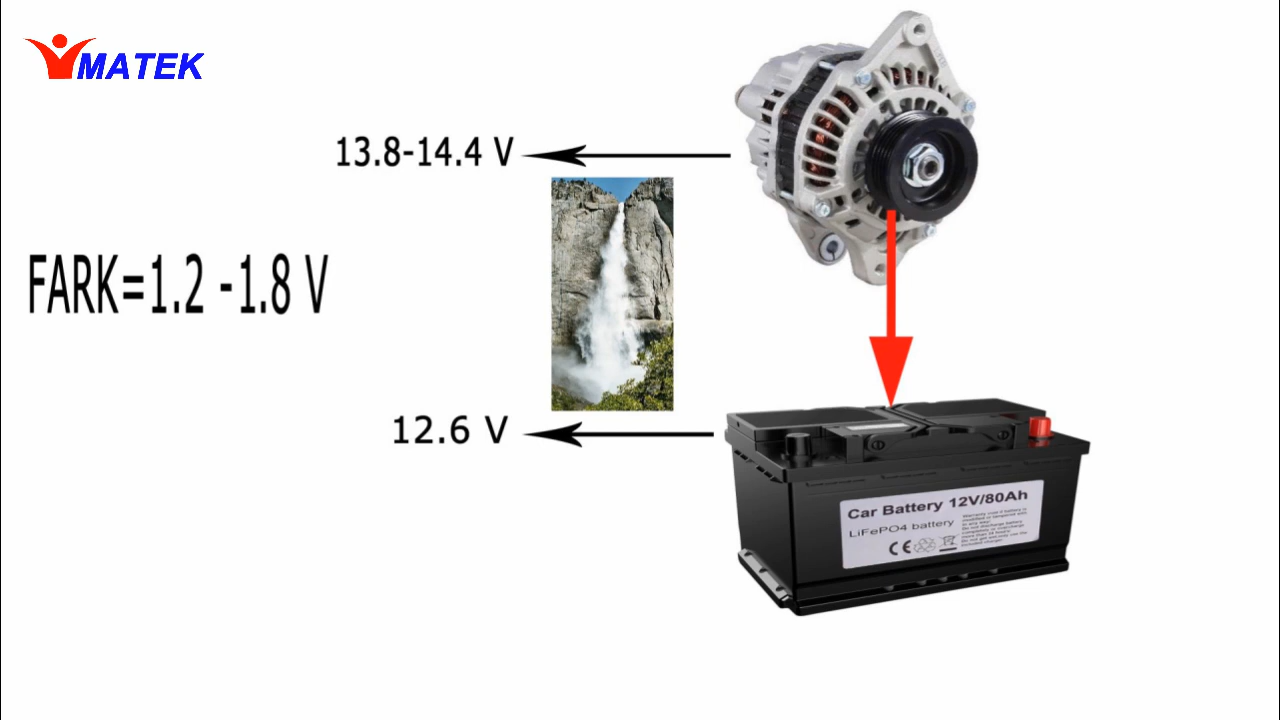 MATEK
13.8-14.4 V
FARK=1.2 -1.8 V
12.6 V
Car Battery 12V/80Ah
LiFePO4 battery
CE